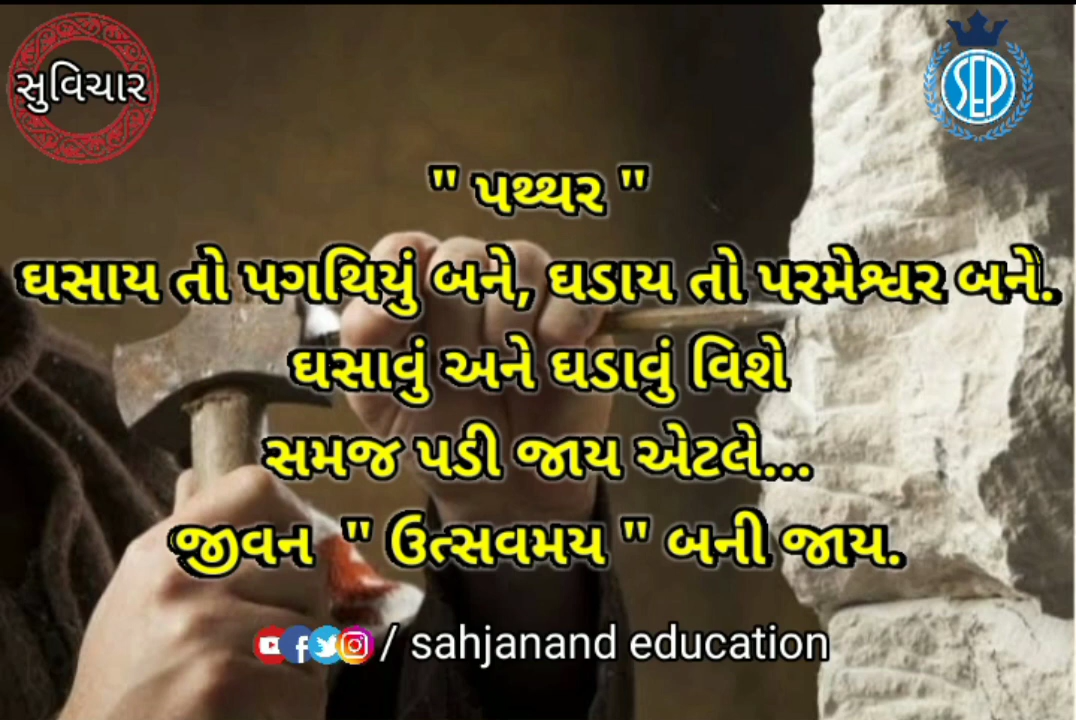 સુવિચાર
SEP
" પથ્થર "
ઘસાય તો પગથિયું બને, ઘડાય તો પરમેશ્વર બને.
ઘસાવું અને ઘડાવું વિશે
સમજ પડી જાય એટલે...
જીવન " ઉત્સવમય " બની જાય.
/ sahjanand education